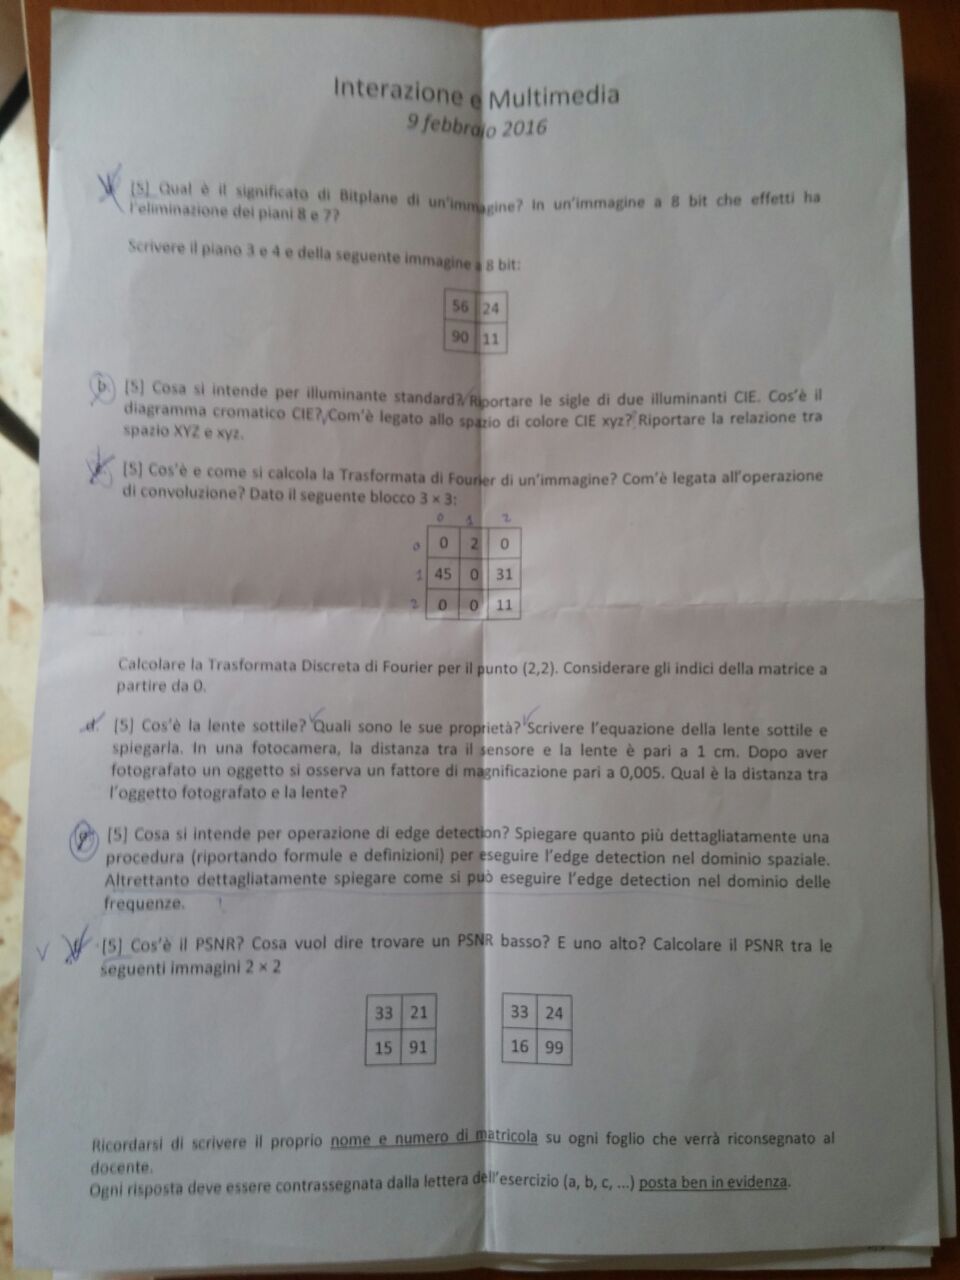 Interazione e Multimedia
9 febbraio 2016
[5] Qual è il significato di Bitplane di un'immagine? In un'immagine a 8 bit che effetti ha
l'eliminazione dei piani 8 e 7?
Scrivere il piano 3 e 4 e della seguente immagine a 8 bit:
56 24
90 11
b. [5] Cosa si intende per illuminante standard? Riportare le sigle di due illuminanti CIE. Cos'è il
diagramma cromatico CIE? Com'è legato allo spazio di colore CIE xyz? Riportare la relazione tra
spazio XYZ e xyz.
[5] Cos'è e come si calcola la Trasformata di Fourier di un'immagine? Com'è legata all'operazione
di convoluzione? Dato il seguente blocco 3 × 3:
0 1 2
0 0 2 0
1 45 0 31
2 0 0 11
Calcolare la Trasformata Discreta di Fourier per il punto (2,2). Considerare gli indici della matrice a
partire da 0.
d. [5] Cos'è la lente sottile? Quali sono le sue proprietà? Scrivere l'equazione della lente sottile e
spiegarla. In una fotocamera, la distanza tra il sensore e la lente è pari a 1 cm. Dopo aver
fotografato un oggetto si osserva un fattore di magnificazione pari a 0,005. Qual è la distanza tra
l'oggetto fotografato e la lente?
[5] Cosa si intende per operazione di edge detection? Spiegare quanto più dettagliatamente una
procedura (riportando formule e definizioni) per eseguire l'edge detection nel dominio spaziale.
Altrettanto dettagliatamente spiegare come si può eseguire l'edge detection nel dominio delle
frequenze.
[5] Cos'è il PSNR? Cosa vuol dire trovare un PSNR basso? E uno alto? Calcolare il PSNR tra le
seguenti immagini 2 × 2
33 21 33 24
15 91 16 99
Ricordarsi di scrivere il proprio nome e numero di matricola su ogni foglio che verrà riconsegnato al
docente.
Ogni risposta deve essere contrassegnata dalla lettera dell'esercizio (a, b, c, ...) posta ben in evidenza.